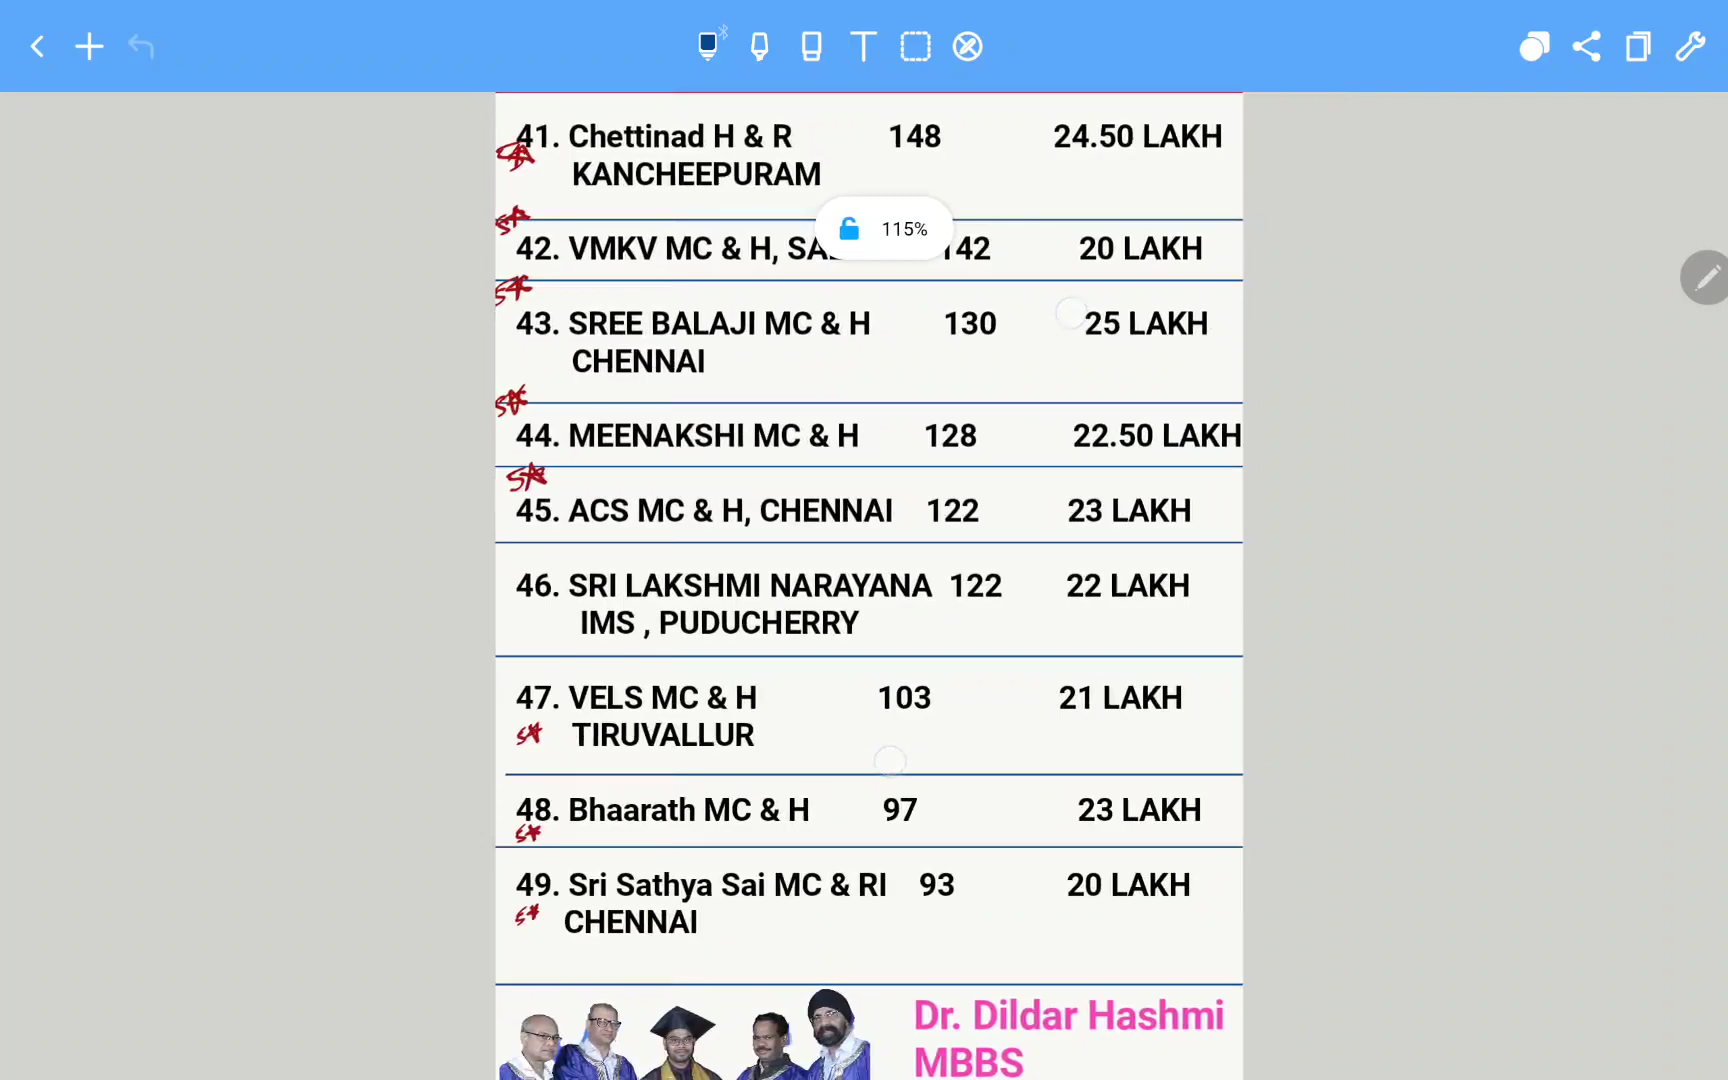 41. Chettinad H & R 148 24.50 LAKH
KANCHEEPURAM
115%
42. VMKV MC & H, 142 20 LAKH
43. SREE BALAJI MC & H 130 25 LAKH
CHENNAI
44. MEENAKSHI MC & H 128 22.50 LAKH
45. ACS MC & H, CHENNAI 122 23 LAKH
46. SRI LAKSHMI NARAYANA 122 22 LAKH
IMS , PUDUCHERRY
47. VELS MC & H 103 21 LAKH
TIRUVALLUR
48. Bhaarath MC & H 97 23 LAKH
49. Sri Sathya Sai MC & RI 93 20 LAKH
CHENNAI
Dr. Dildar Hashmi
MBBS